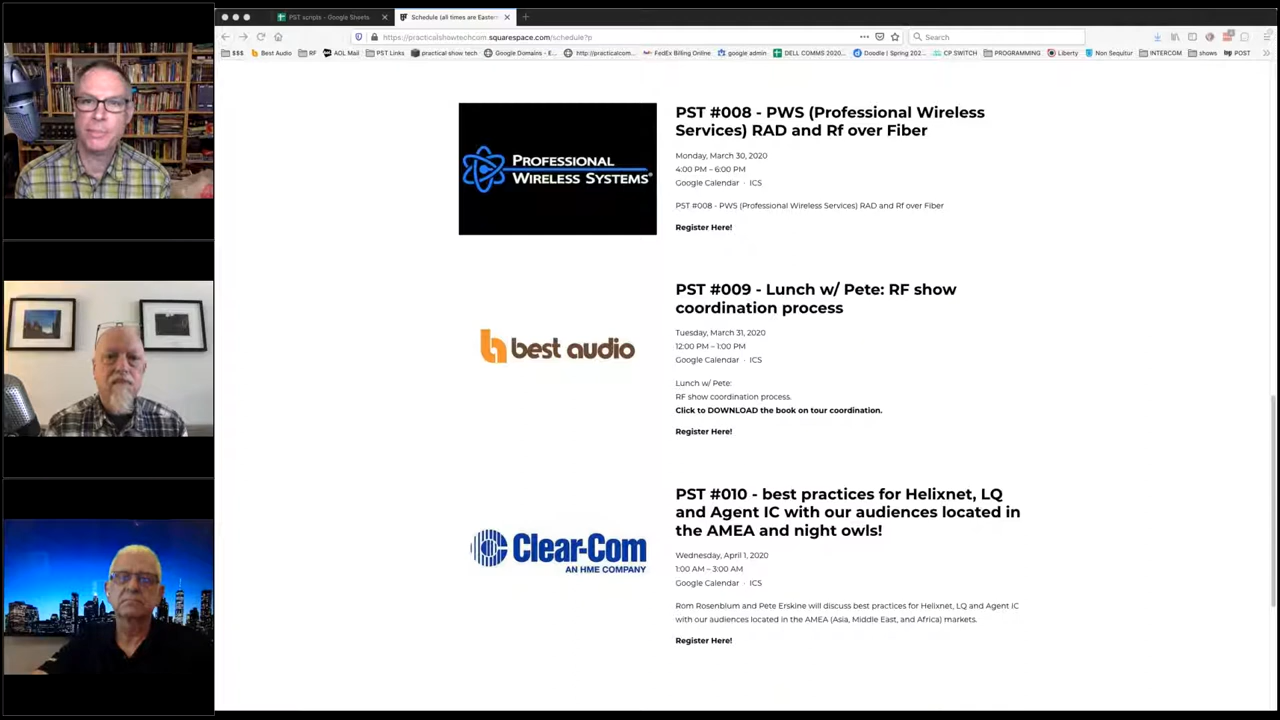 PST scripts - Google Sheets
Schedule (all times are Eastern
https://practicalshowtechcom.squarespace.com/schedule?p
Search
$$$
Best Audio
RF
AOL Mail
PST Links
practical show tech
Google Domains - E...
http://practicalcom...
FedEx Billing Online
google admin
DELL COMMS 2020...
Doodle | Spring 202...
CP.SWITCH
PROGRAMMING
Liberty
Non Sequitur
INTERCOM
shows
POST
PROFESSIONAL
WIRELESS SYSTEMS®
PST #008 - PWS (Professional Wireless
Services) RAD and Rf over Fiber
Monday, March 30, 2020
4:00 PM – 6:00 PM
Google Calendar · ICS
PST #008 - PWS (Professional Wireless Services) RAD and Rf over Fiber
Register Here!
best audio
PST #009 - Lunch w/ Pete: RF show
coordination process
Tuesday, March 31, 2020
12:00 PM – 1:00 PM
Google Calendar · ICS
Lunch w/ Pete:
RF show coordination process.
Click to DOWNLOAD the book on tour coordination.
Register Here!
Clear-Com
AN HME COMPANY
PST #010 - best practices for Helixnet, LQ
and Agent IC with our audiences located in
the AMEA and night owls!
Wednesday, April 1, 2020
1:00 AM – 3:00 AM
Google Calendar · ICS
Rom Rosenblum and Pete Erskine will discuss best practices for Helixnet, LQ and Agent IC
with our audiences located in the AMEA (Asia, Middle East, and Africa) markets.
Register Here!